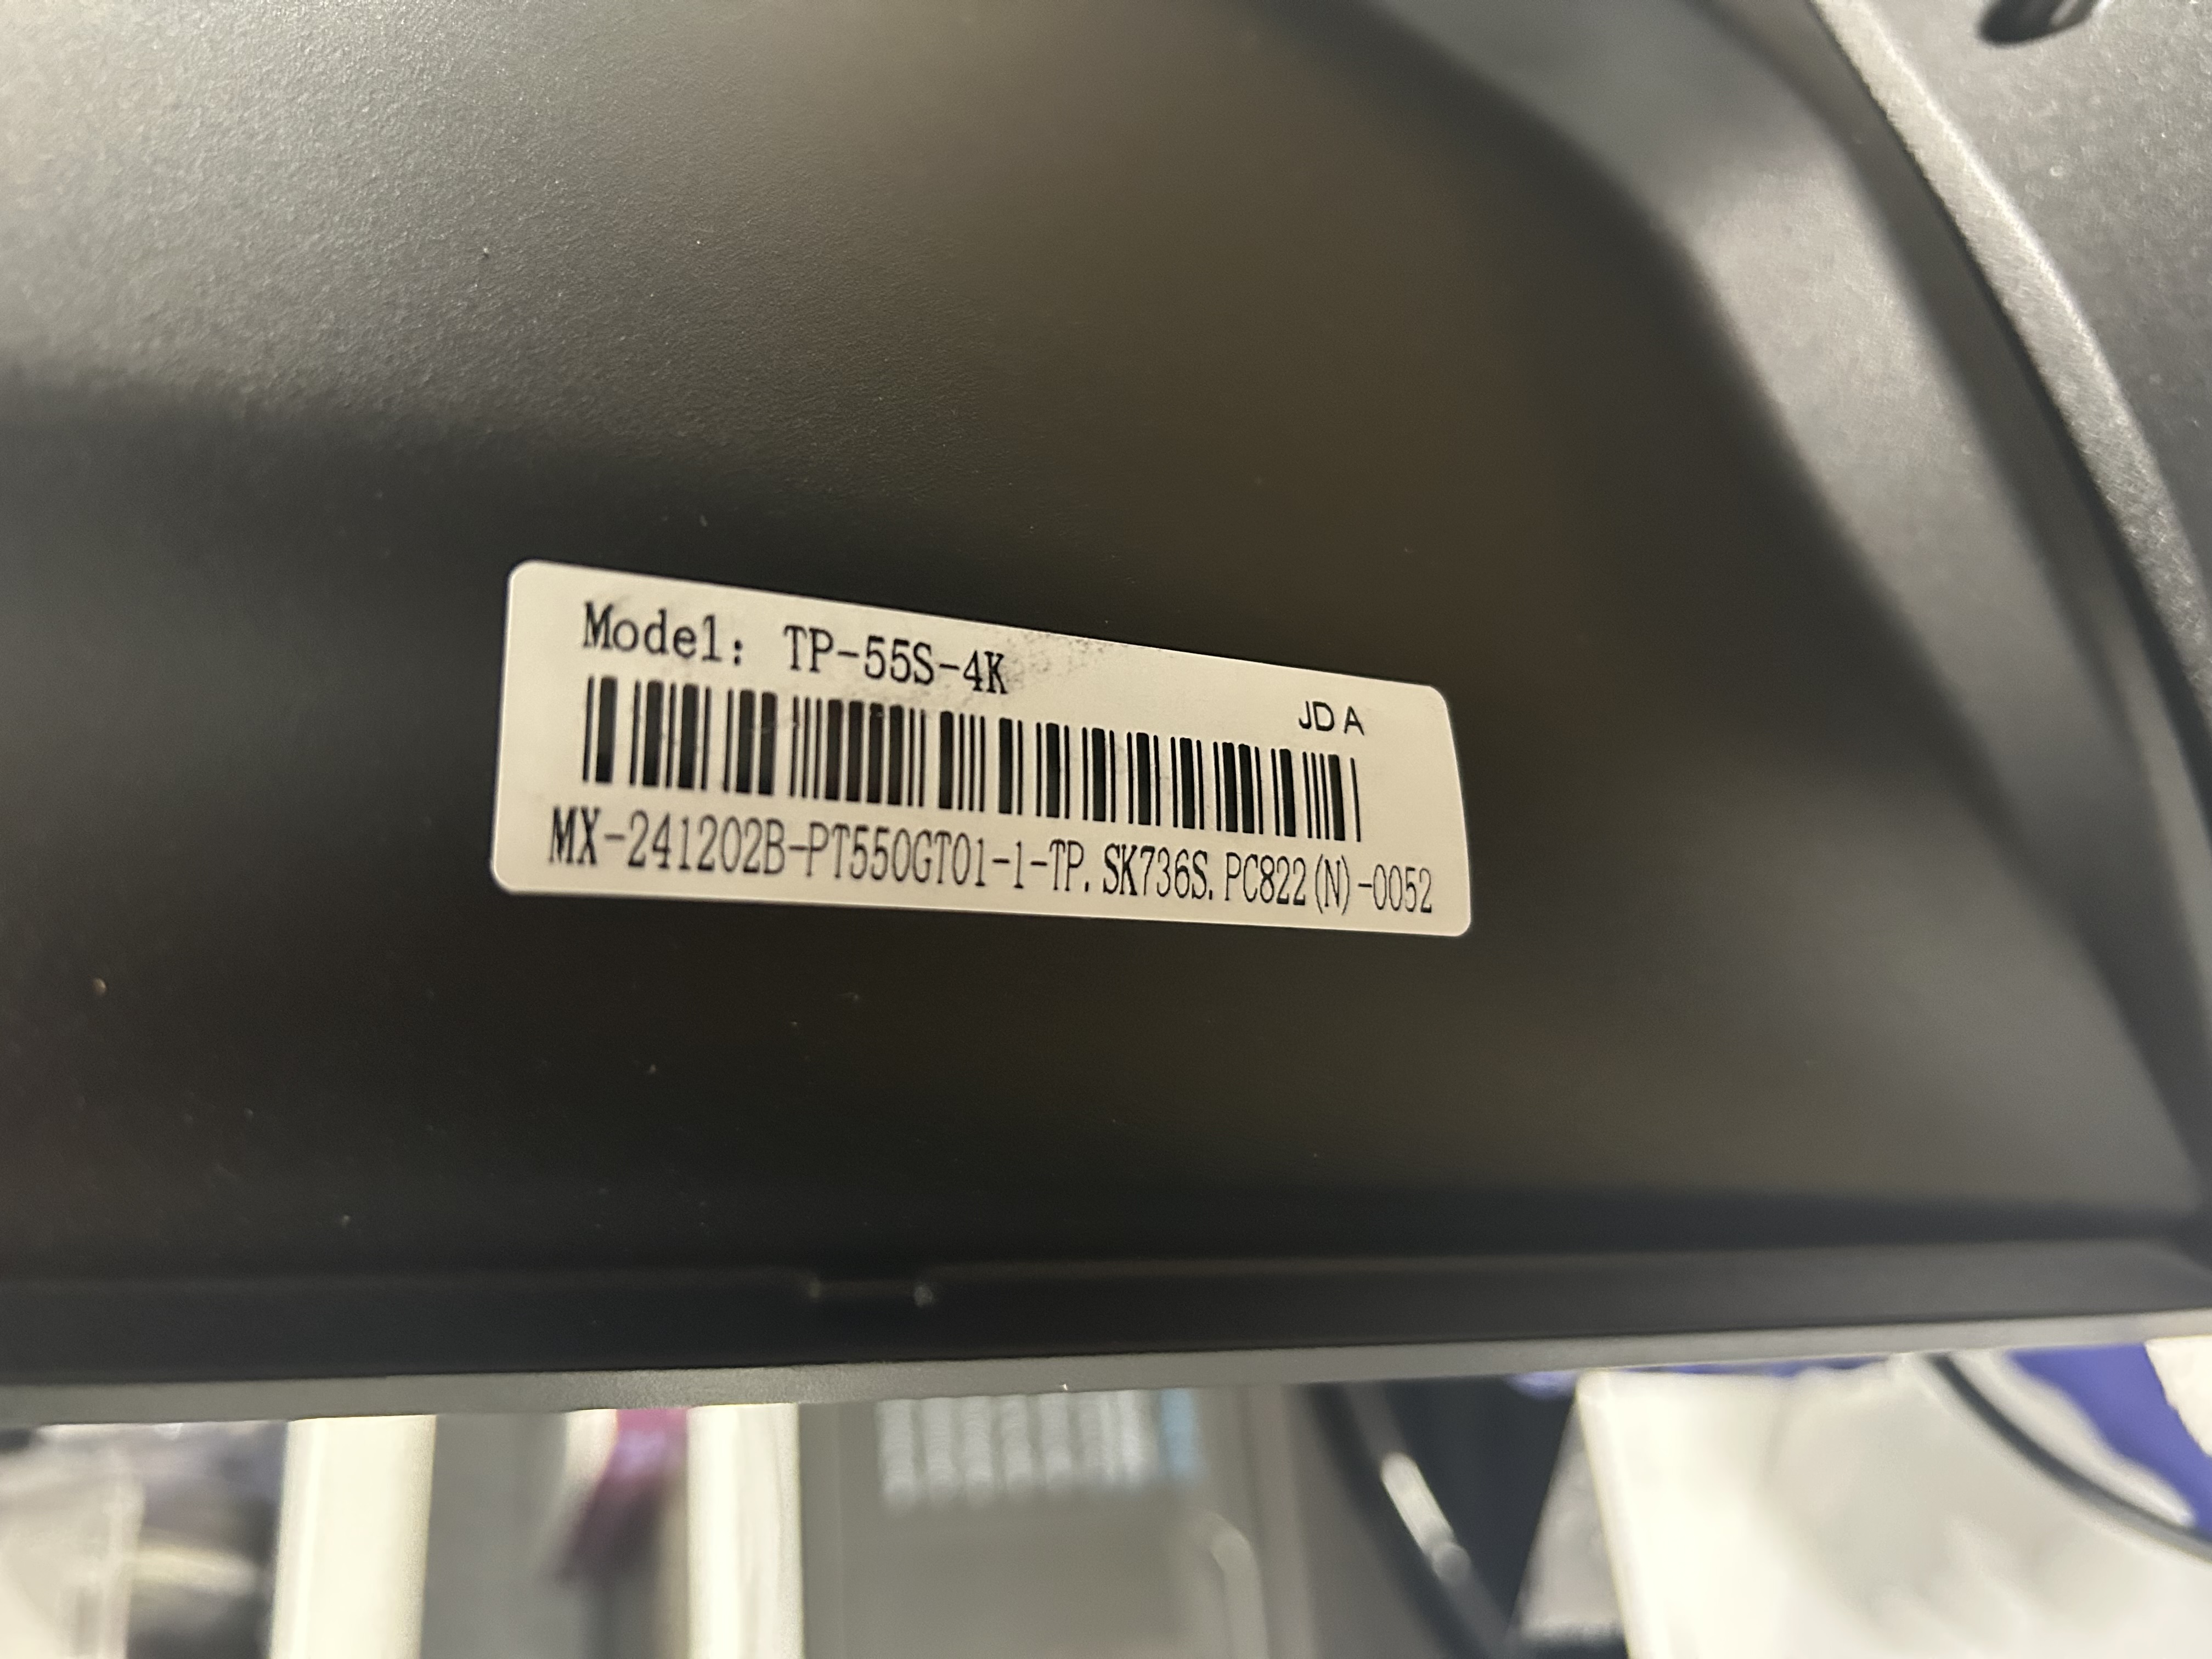 Model: TP-55S-4K
JD A
MX-241202B-PT550GT01-1-TP.SK736S.PC822(N)-0052